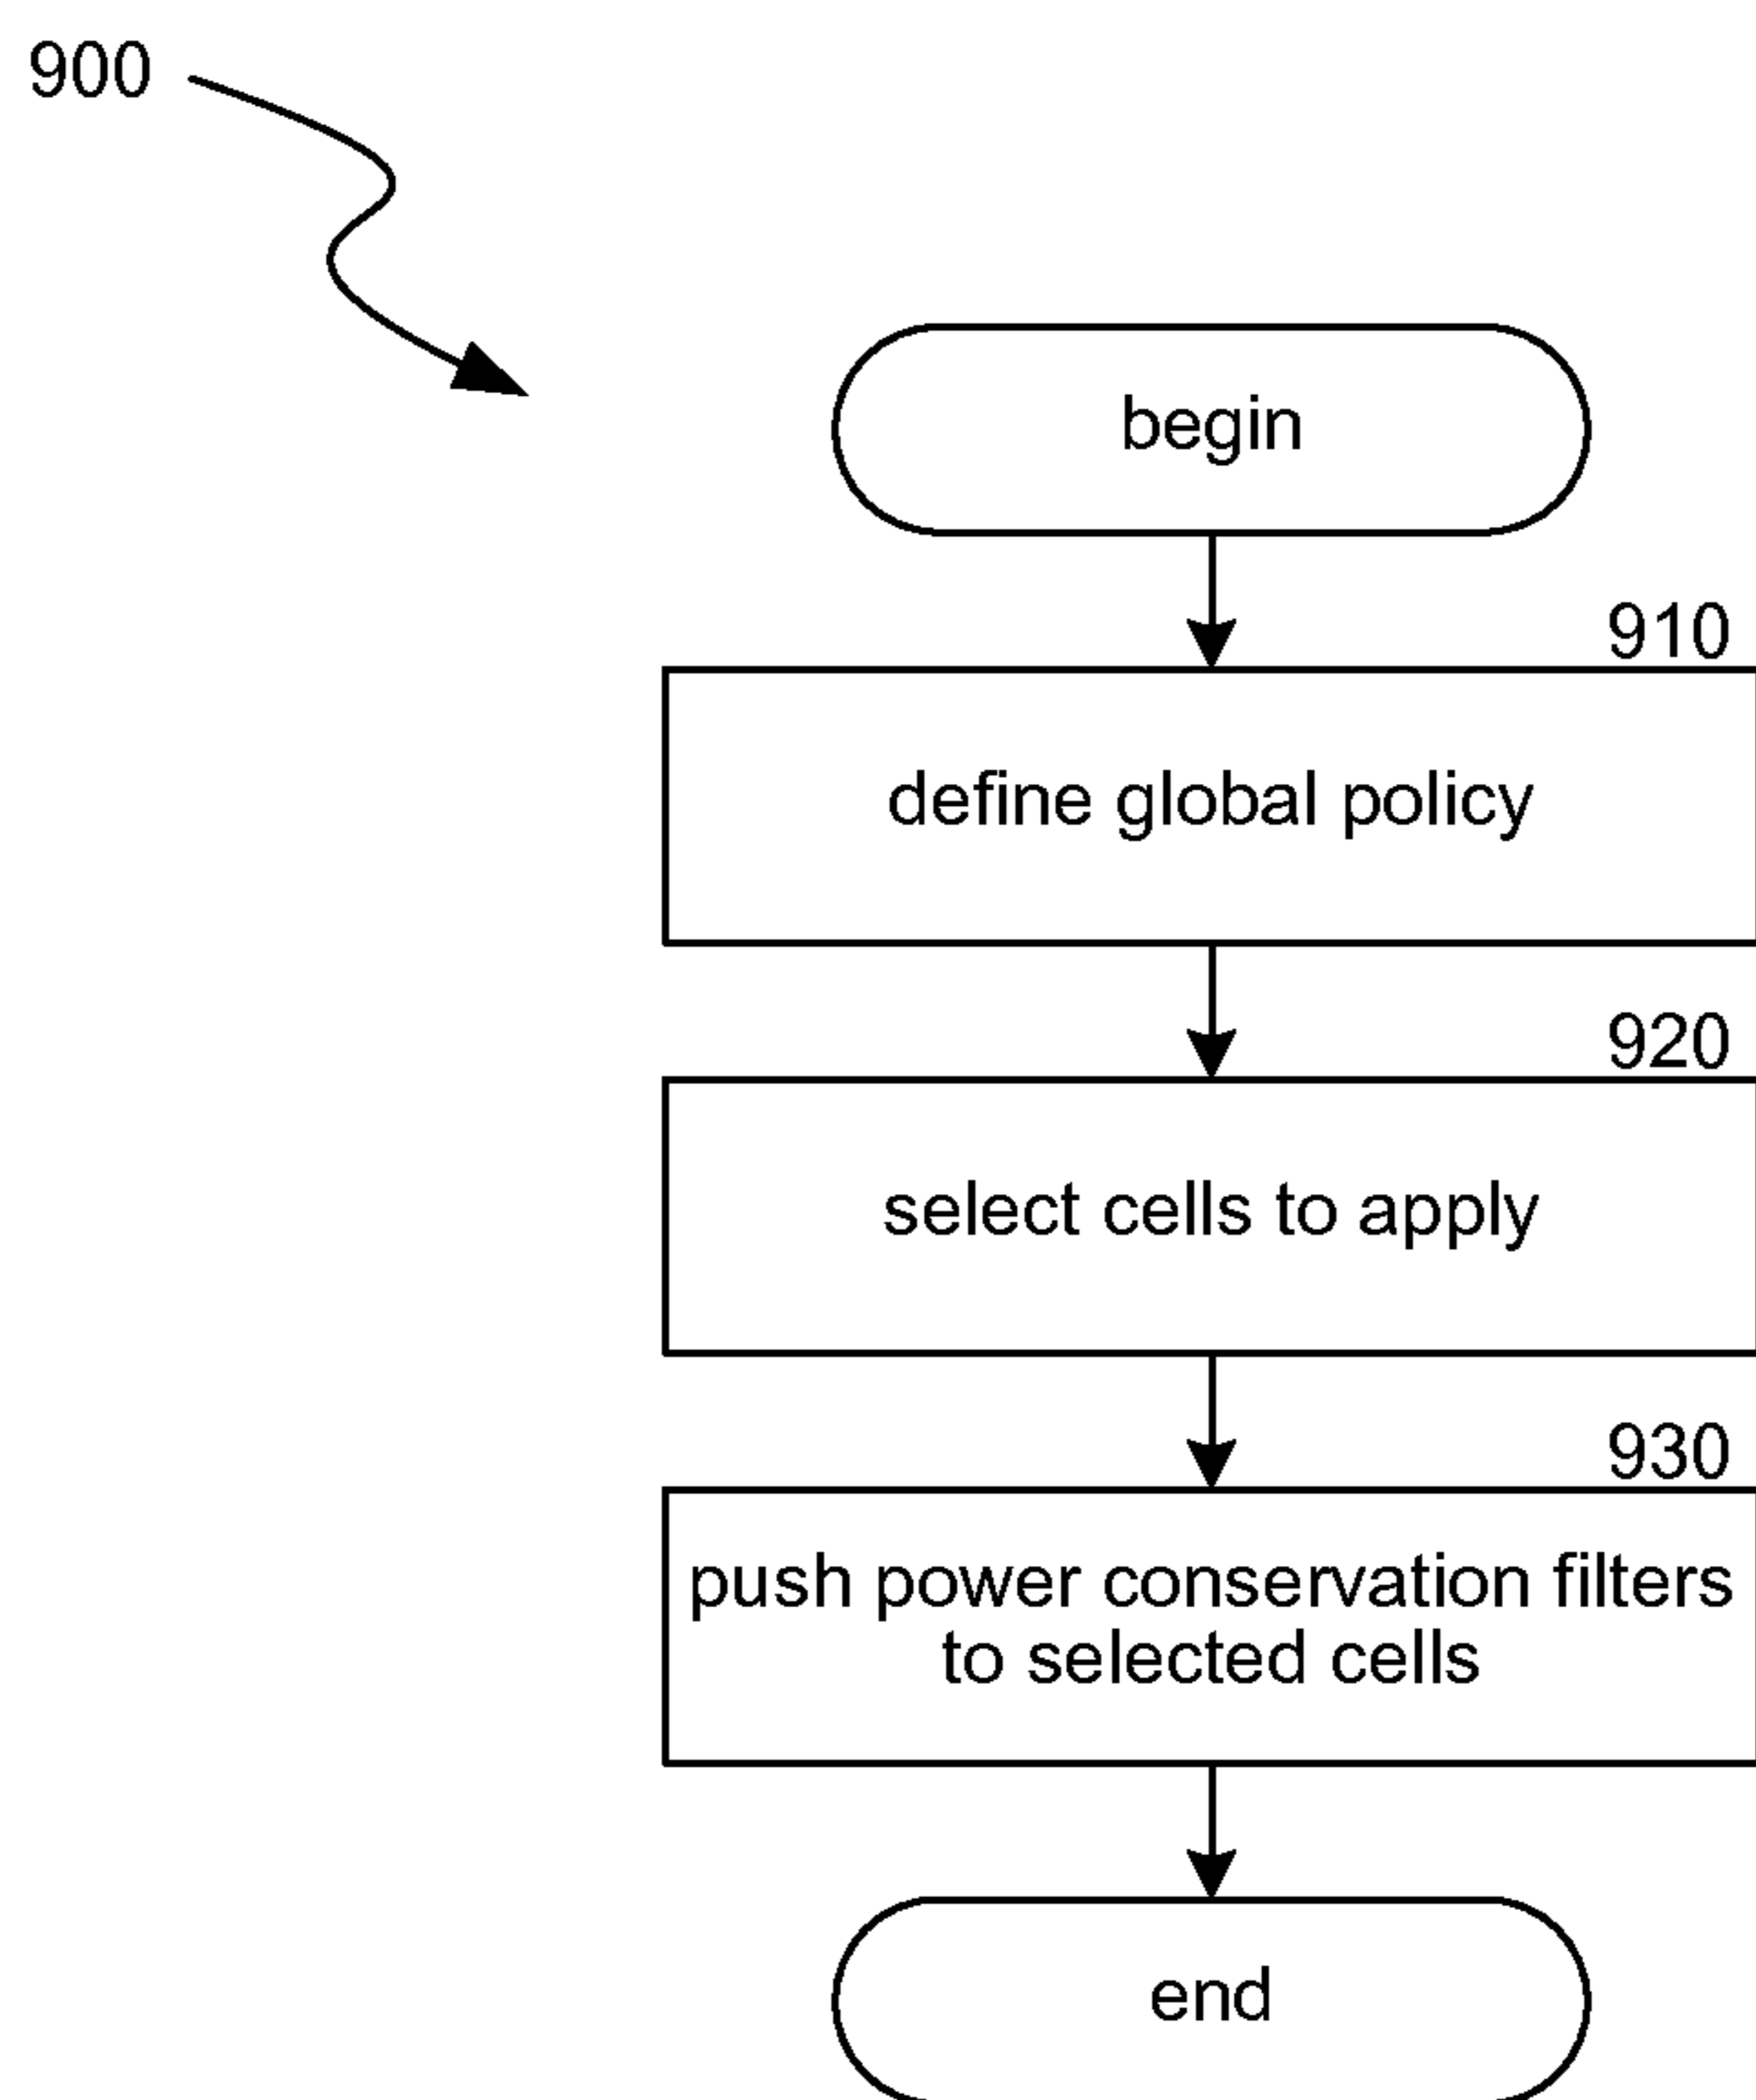 900
begin
910
define global policy
920
select cells to apply
930
push power conservation filters
to selected cells
end